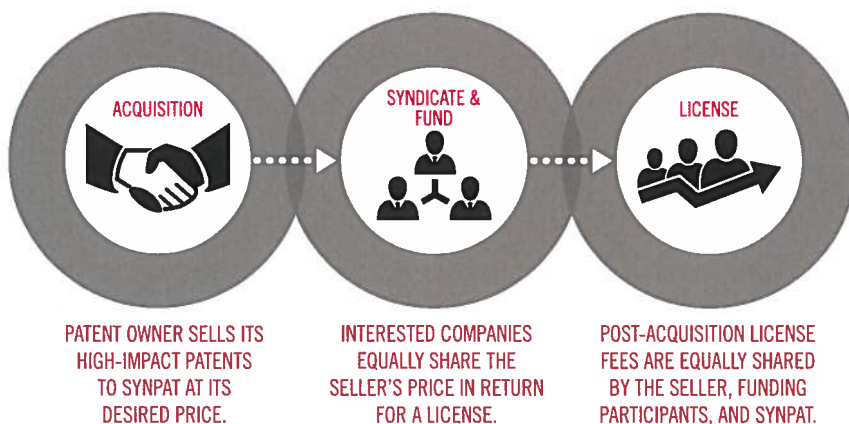 ACQUISITION
SYNDICATE &
FUND
LICENSE
PATENT OWNER SELLS ITS
HIGH-IMPACT PATENTS
TO SYNPAT AT ITS
DESIRED PRICE.
INTERESTED COMPANIES
EQUALLY SHARE THE
SELLER'S PRICE IN RETURN
FOR A LICENSE.
POST-ACQUISITION LICENSE
FEES ARE EQUALLY SHARED
BY THE SELLER, FUNDING
PARTICIPANTS, AND SYNPAT.